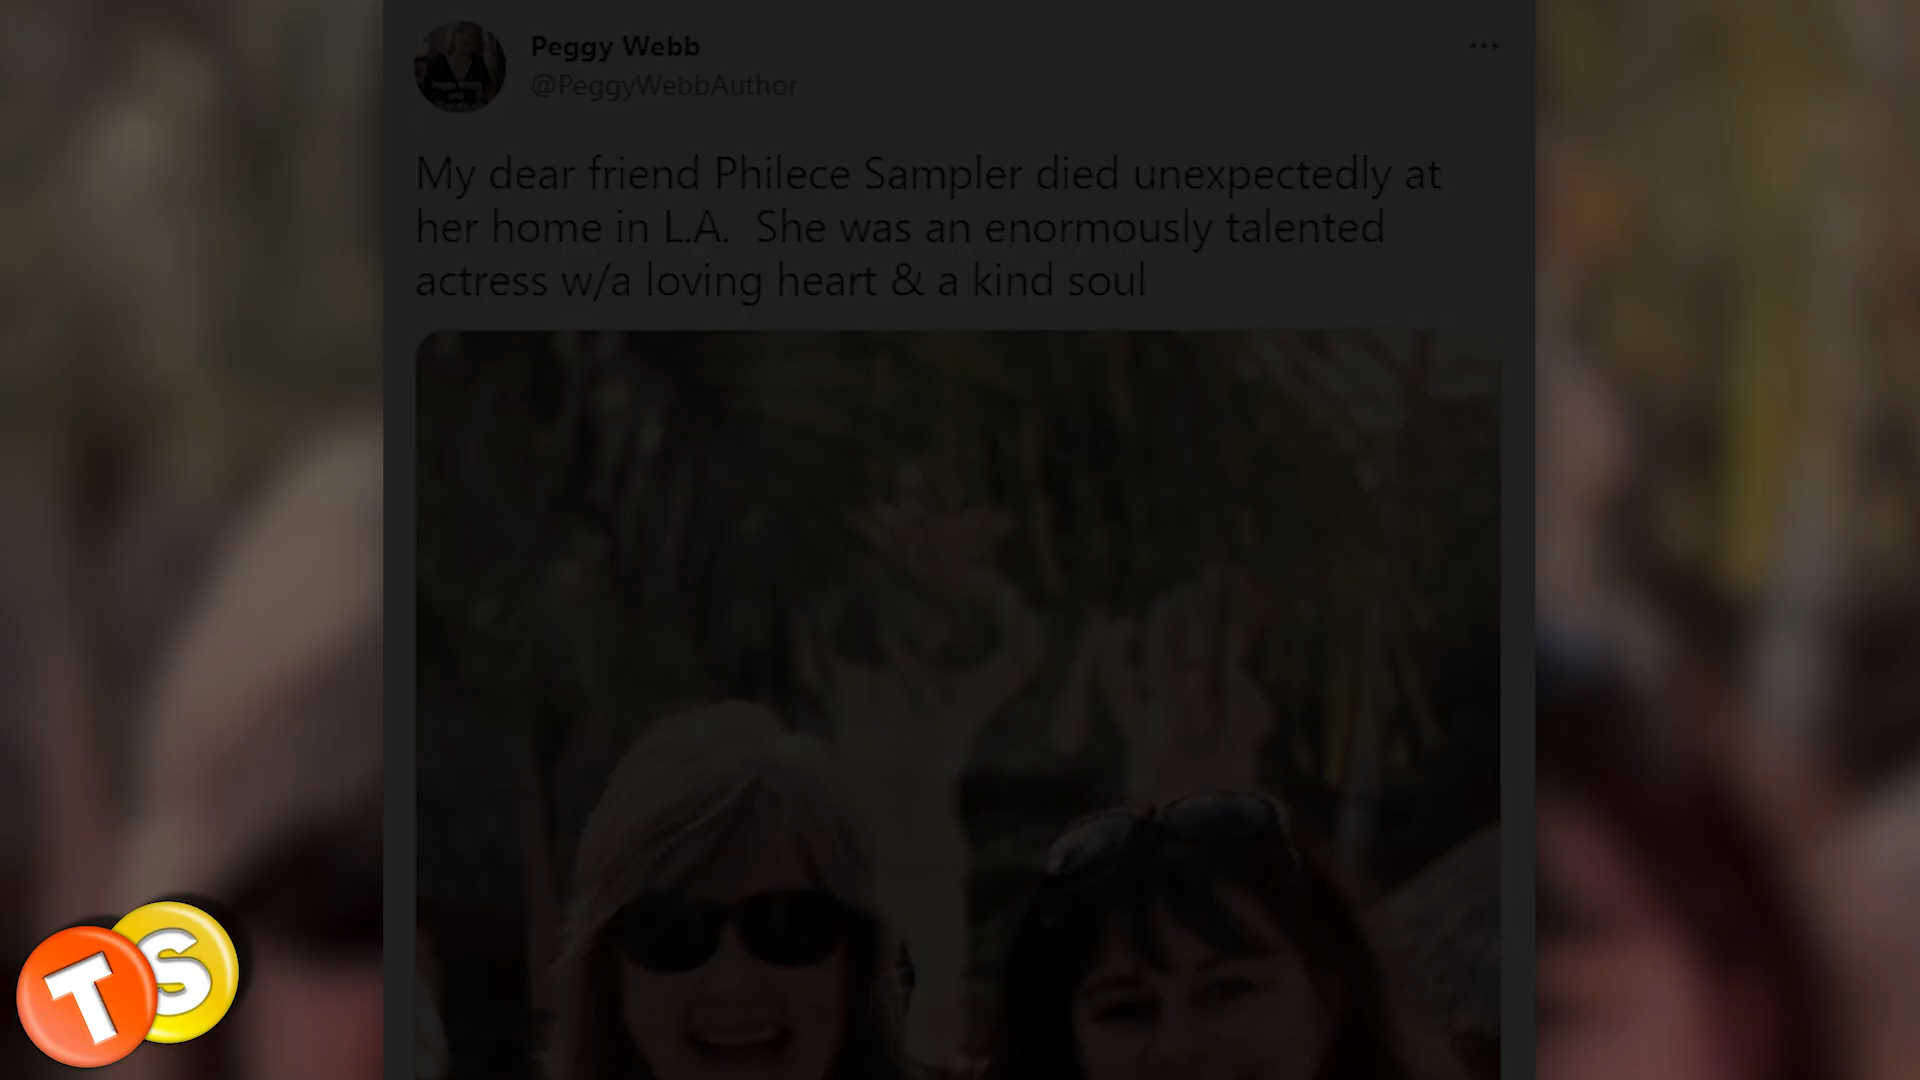 Peggy Webb
@PeggyWebbAuthor
My dear friend Philece Sampler died unexpectedly at
her home in L.A. She was an enormously talented
actress w/a loving heart & a kind soul
TS